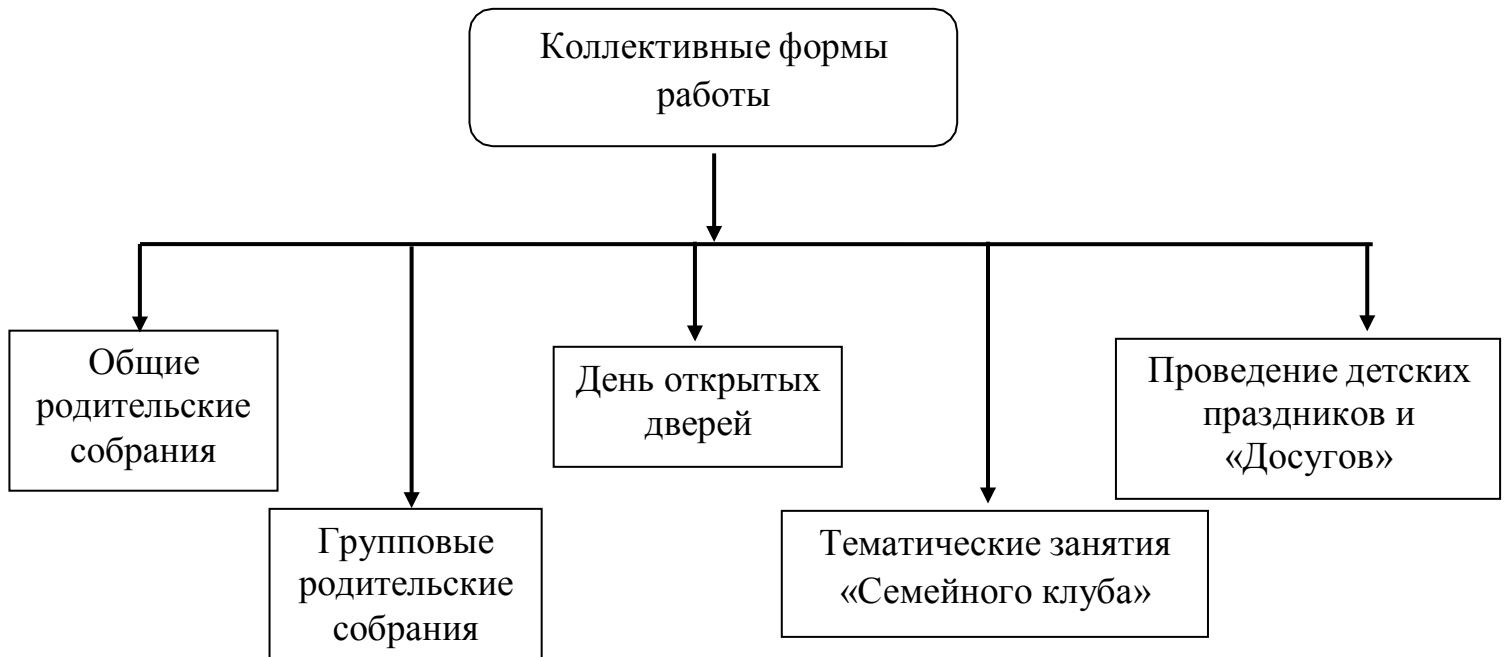 Коллективные формы
работы
Общие
родительские
собрания
Групповые
родительские
собрания
День открытых
дверей
Тематические занятия
«Семейного клуба»
Проведение детских
праздников и
«Досугов»